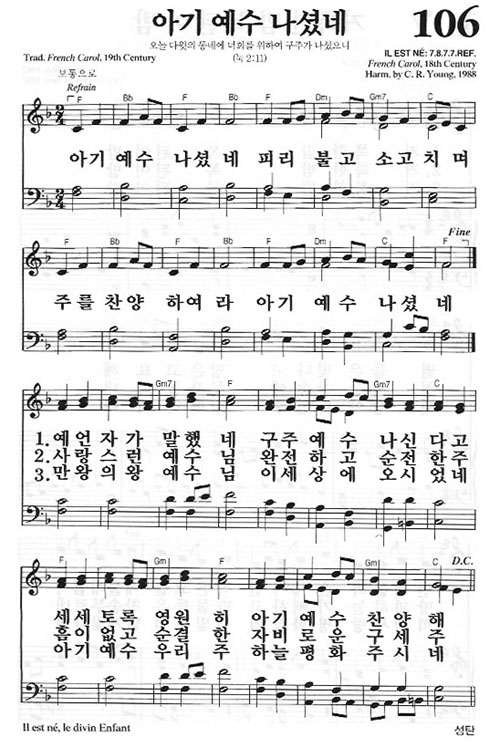 아기 예수 나셨네
106
오늘 다윗의 동네에 너희를 위하여 구주가 나셨으니
(눅 2:11)
IL EST NÉ: 7.8.7.7.REF.
Trad. French Carol, 19th Century
French Carol, 18th Century
Harm. by C. R. Young, 1988
보통으로
Refrain
F Bb F Bb F Dm Gm7 C
아기 예수 나셨네 피리 불고 소고치며
Fine
F Bb F Bb F Dm C F
주를 찬양 하여라 아기 예수 나셨네
Gm7 F Gm7 C
1.예언자가 말했네 구주예수 나신다고
2.사랑스런 예수님 완전하고 순전한주
3.만왕의왕 예수님 이세상에 오시었네
D.C.
F Gm7 F Gm C
세세토록 영원히 아기예수 찬양해
흠이없고 순결한 자비로운 구세주
아기예수 우리주 하늘평화 주시네
Il est né, le divin Enfant
성탄